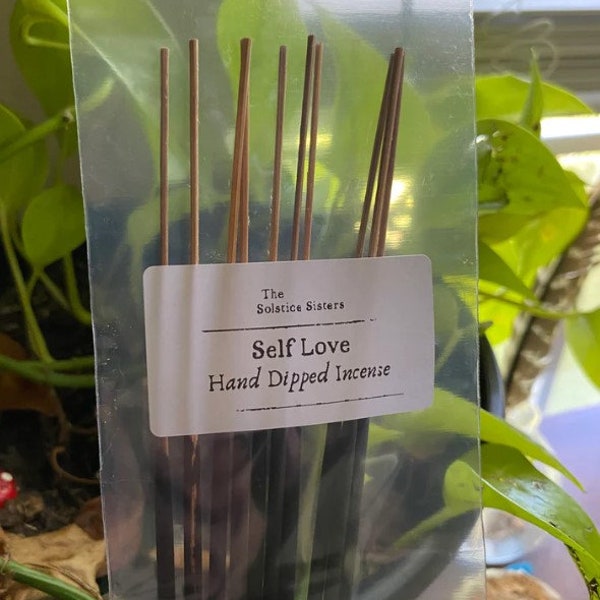 The
Solstice Sisters
Self Love
Hand Dipped Incense